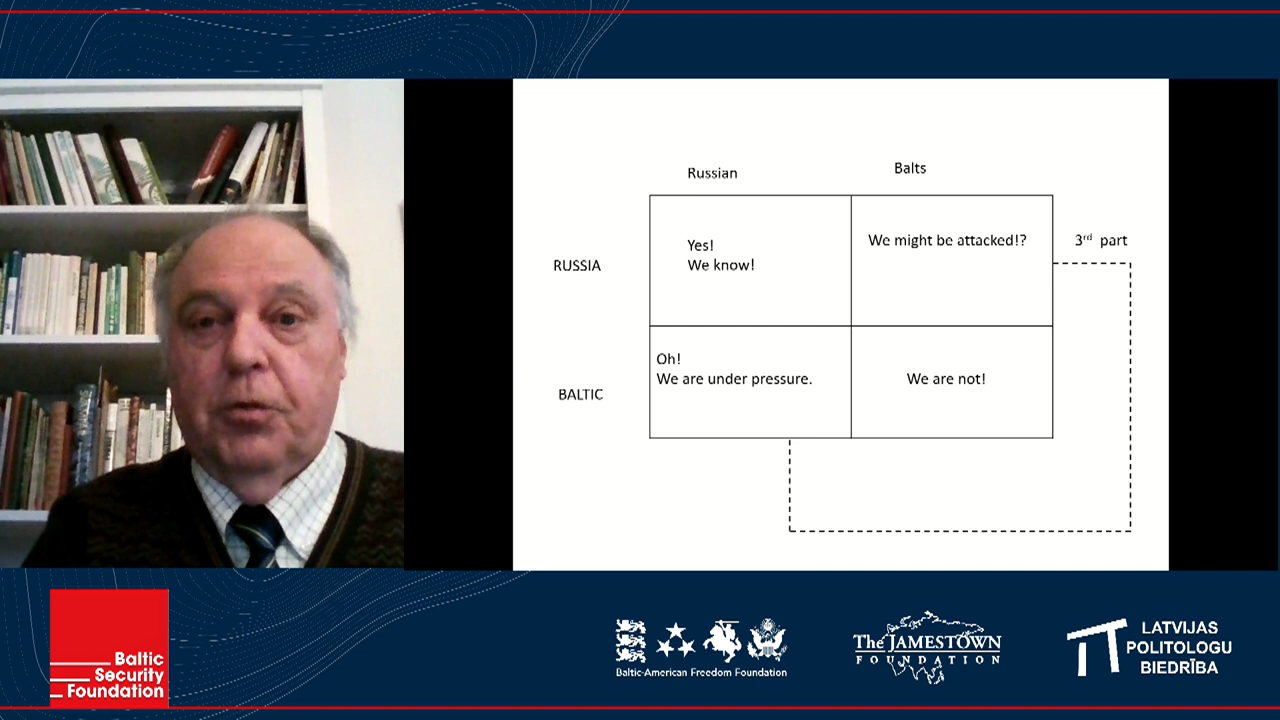 Russian
Balts
RUSSIA
Yes!
We know!
We might be attacked!?
3rd part
BALTIC
Oh!
We are under pressure.
We are not!
Baltic
Security
Foundation
Baltic-American Freedom Foundation
The JAMESTOWN
FOUNDATION
LATVIJAS
POLITOLOGU
BIEDRĪBA